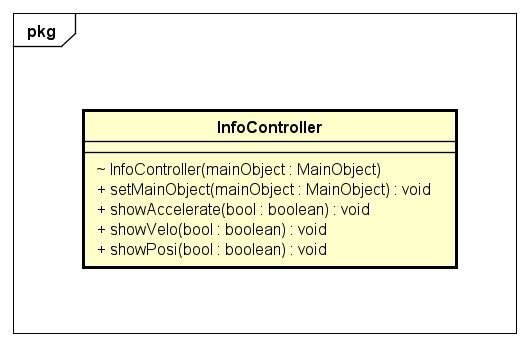 pkg
InfoController
~ InfoController(mainObject : MainObject)
+ setMainObject(mainObject : MainObject) : void
+ showAccelerate(bool : boolean) : void
+ showVelo(bool : boolean) : void
+ showPosi(bool : boolean) : void